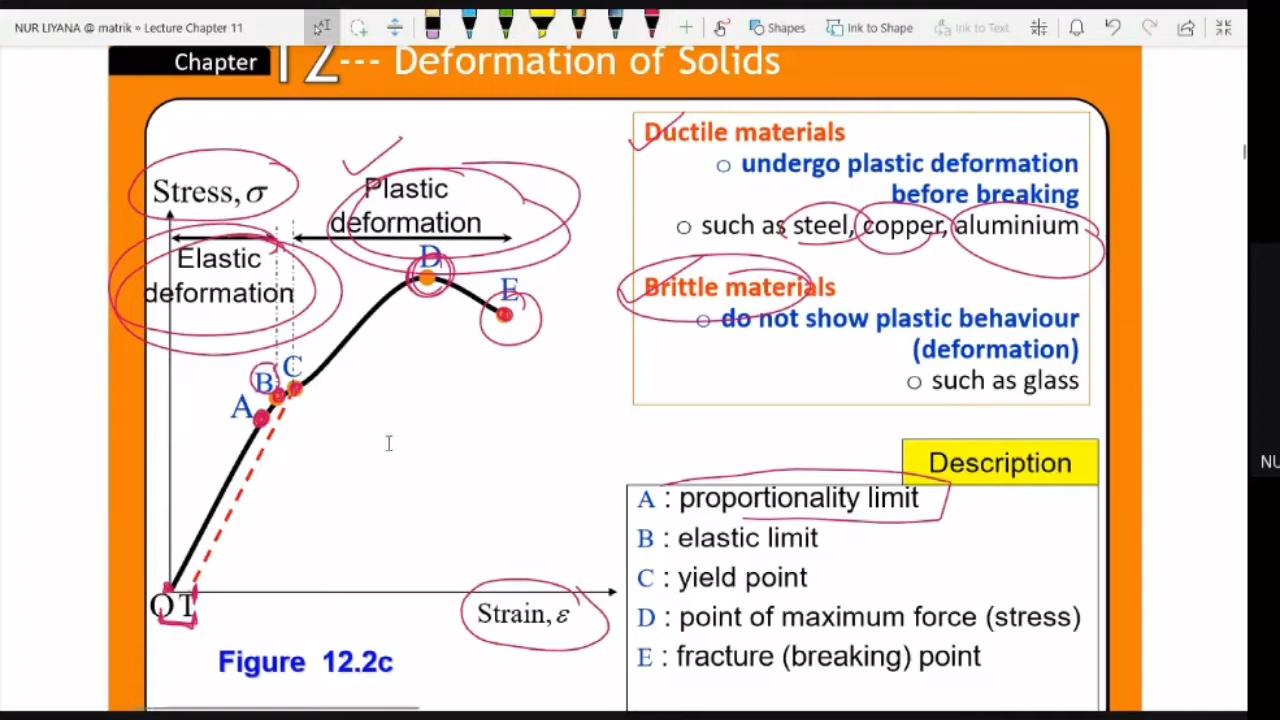 NUR LIYANA @ matrik » Lecture Chapter 11
Shapes
Ink to Shape
Ink to Text
Chapter 12--- Deformation of Solids
Stress, σ
Plastic
deformation
Elastic
deformation
A
B
C
D
E
O T
Strain, ε
Figure 12.2c
Ductile materials
o undergo plastic deformation
before breaking
o such as steel, copper, aluminium
Brittle materials
o do not show plastic behaviour
(deformation)
o such as glass
Description
A : proportionality limit
B : elastic limit
C : yield point
D : point of maximum force (stress)
E : fracture (breaking) point